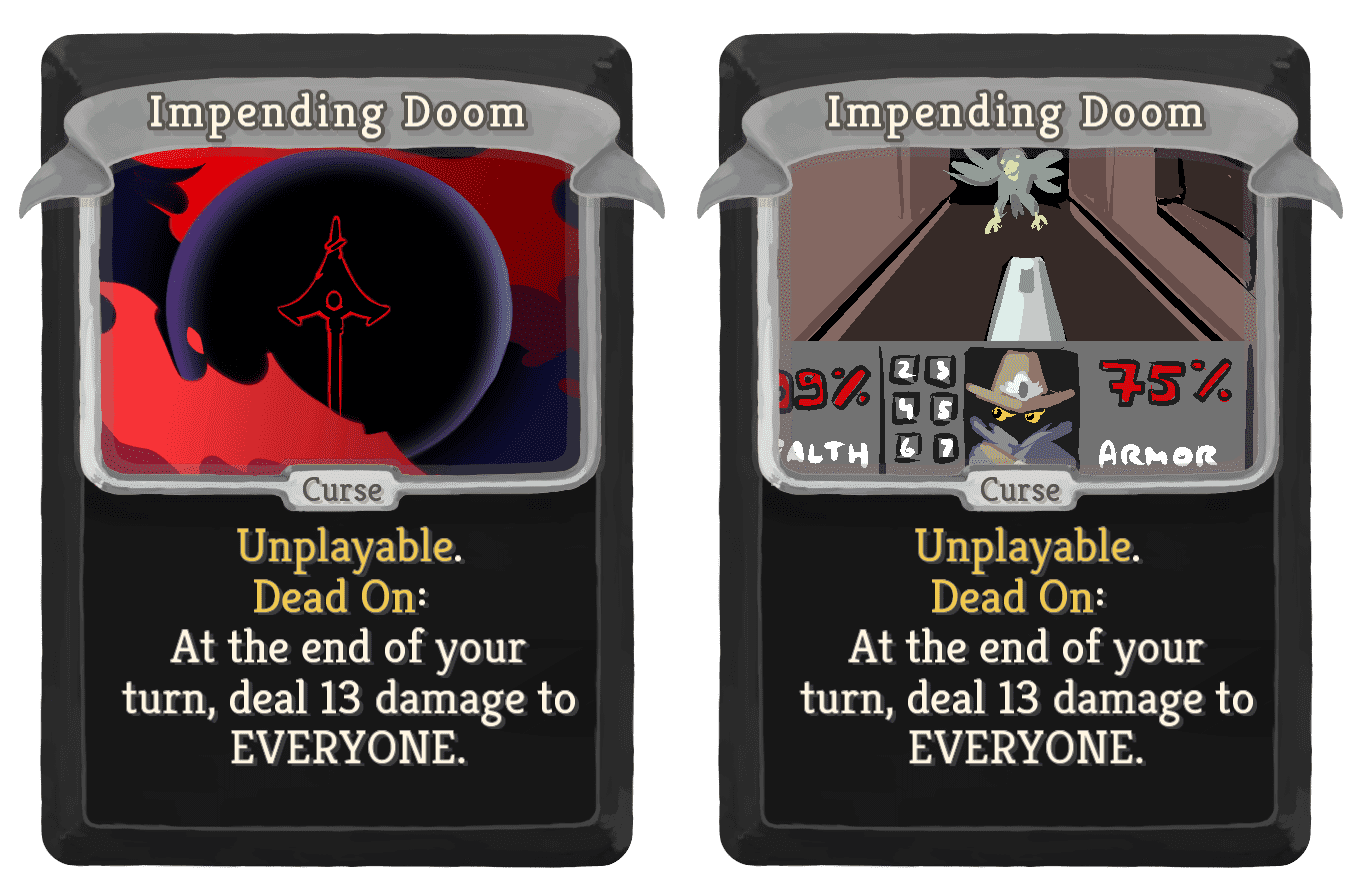 Impending Doom
Curse
Unplayable.
Dead On:
At the end of your
turn, deal 13 damage to
EVERYONE.
Impending Doom
99%
2 3
4 5
6 7
75%
ALTH
ARMOR
Curse
Unplayable.
Dead On:
At the end of your
turn, deal 13 damage to
EVERYONE.